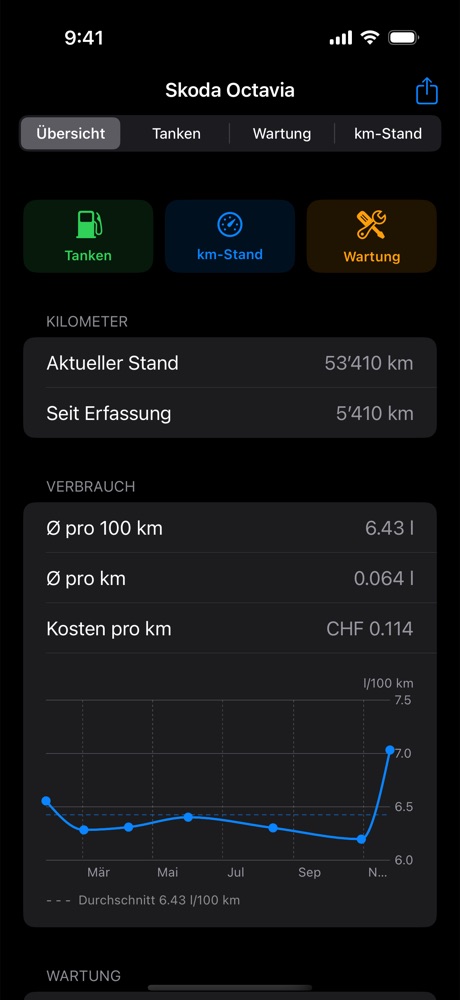 9:41
Skoda Octavia
Übersicht Tanken Wartung km-Stand
Tanken km-Stand Wartung
KILOMETER
Aktueller Stand 53’410 km
Seit Erfassung 5’410 km
VERBRAUCH
Ø pro 100 km 6.43 l
Ø pro km 0.064 l
Kosten pro km CHF 0.114
l/100 km
7.5
7.0
6.5
6.0
Mär Mai Jul Sep N...
--- Durchschnitt 6.43 l/100 km
WARTUNG